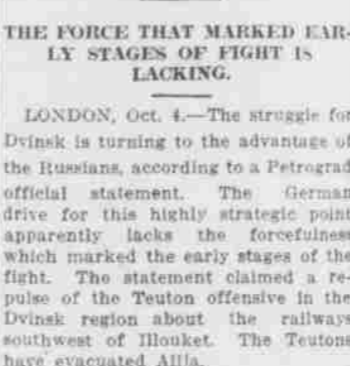 THE FORCE THAT MARKED EAR-
LY STAGES OF FIGHT IS
LACKING.
LONDON, Oct. 4.—The struggle for
Dvinsk is turning to the advantage of
the Russians, according to a Petrograd
official statement. The German
drive for this highly strategic point
apparently lacks the forcefulness
which marked the early stages of the
fight. The statement claimed a re-
pulse of the Teuton offensive in the
Dvinsk region about the railways
southwest of Illouket. The Teutons
have evacuated